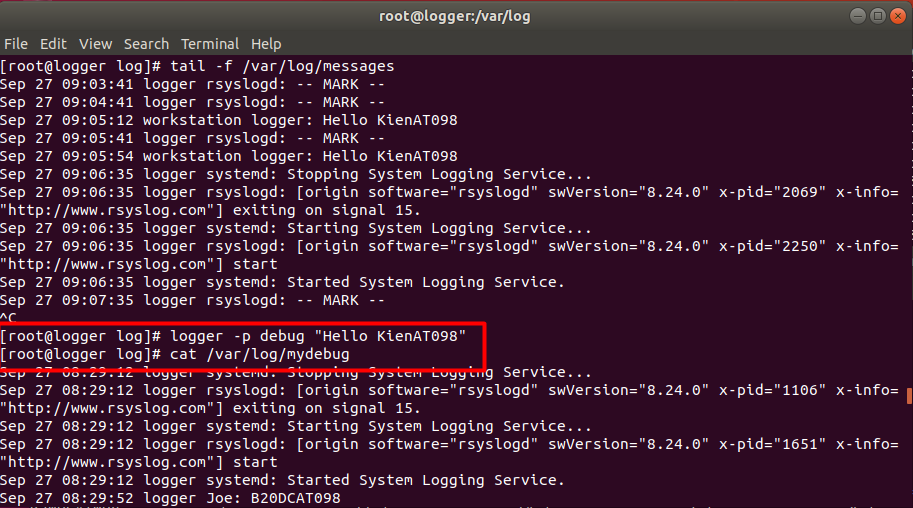 root@logger:/var/log
File Edit View Search Terminal Help
[root@logger log]# tail -f /var/log/messages
Sep 27 09:03:41 logger rsyslogd: -- MARK --
Sep 27 09:04:41 logger rsyslogd: -- MARK --
Sep 27 09:05:12 workstation logger: Hello KienAT098
Sep 27 09:05:41 logger rsyslogd: -- MARK --
Sep 27 09:05:54 workstation logger: Hello KienAT098
Sep 27 09:06:35 logger systemd: Stopping System Logging Service...
Sep 27 09:06:35 logger rsyslogd: [origin software="rsyslogd" swVersion="8.24.0" x-pid="2069" x-info=
"http://www.rsyslog.com"] exiting on signal 15.
Sep 27 09:06:35 logger systemd: Starting System Logging Service...
Sep 27 09:06:35 logger rsyslogd: [origin software="rsyslogd" swVersion="8.24.0" x-pid="2250" x-info=
"http://www.rsyslog.com"] start
Sep 27 09:06:35 logger systemd: Started System Logging Service.
Sep 27 09:07:35 logger rsyslogd: -- MARK --
^C
[root@logger log]# logger -p debug "Hello KienAT098"
[root@logger log]# cat /var/log/mydebug
Sep 27 08:29:12 logger systemd: Stopping System Logging Service...
Sep 27 08:29:12 logger rsyslogd: [origin software="rsyslogd" swVersion="8.24.0" x-pid="1106" x-info=
"http://www.rsyslog.com"] exiting on signal 15.
Sep 27 08:29:12 logger systemd: Starting System Logging Service...
Sep 27 08:29:12 logger rsyslogd: [origin software="rsyslogd" swVersion="8.24.0" x-pid="1651" x-info=
"http://www.rsyslog.com"] start
Sep 27 08:29:12 logger systemd: Started System Logging Service.
Sep 27 08:29:52 logger Joe: B20DCAT098